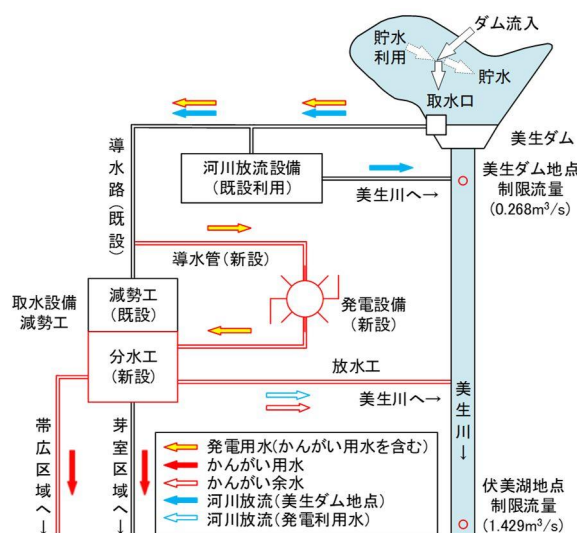 ダム流入
貯水
利用
貯水
取水口
美生ダム
導水路(既設)
河川放流設備
(既設利用)
美生川へ→
美生ダム地点
制限流量
(0.268m³/s)
導水管(新設)
取水設備
減勢工
減勢工
(既設)
発電設備
(新設)
分水工
(新設)
放水工
美生川へ→
美生川→
帯広区域へ→
芽室区域へ→
発電用水(かんがい用水を含む)
かんがい用水
かんがい余水
河川放流(美生ダム地点)
河川放流(発電利用水)
伏美湖地点
制限流量
(1.429m³/s)